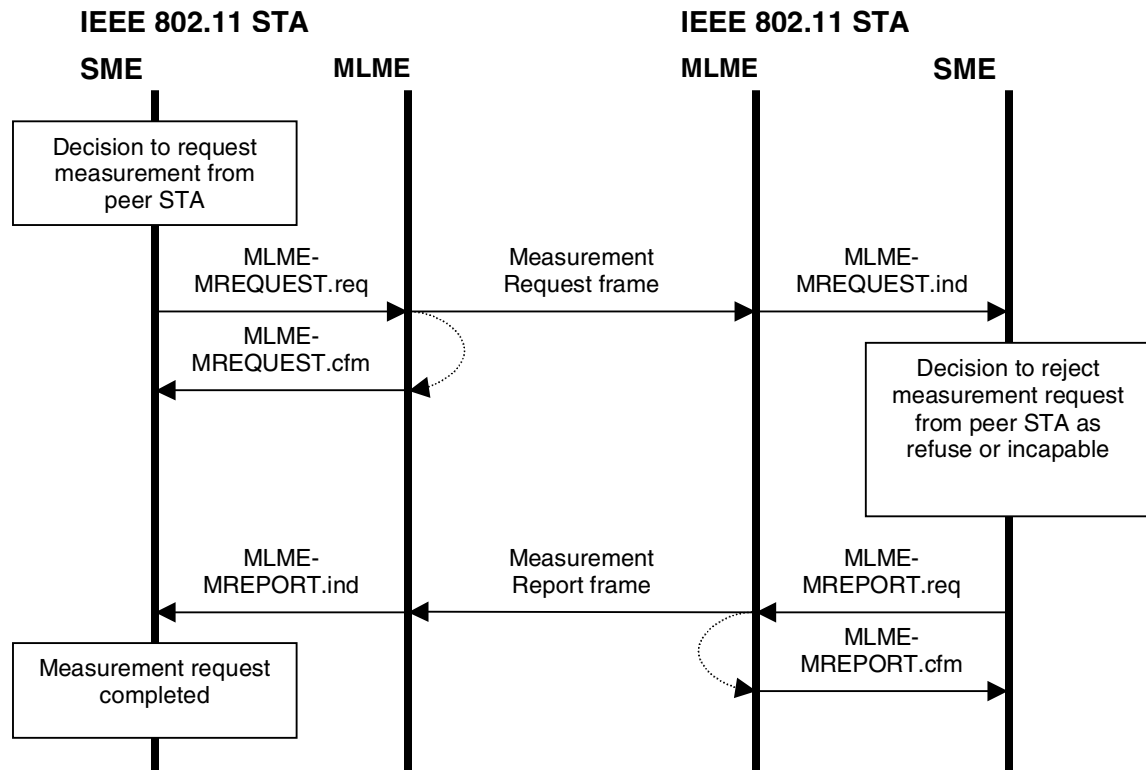 IEEE 802.11 STA
IEEE 802.11 STA
SME
MLME
MLME
SME
Decision to request
measurement from
peer STA
MLME-
MREQUEST.req
Measurement
Request frame
MLME-
MREQUEST.ind
MLME-
MREQUEST.cfm
Decision to reject
measurement request
from peer STA as
refuse or incapable
MLME-
MREPORT.ind
Measurement
Report frame
MLME-
MREPORT.req
MLME-
MREPORT.cfm
Measurement request
completed